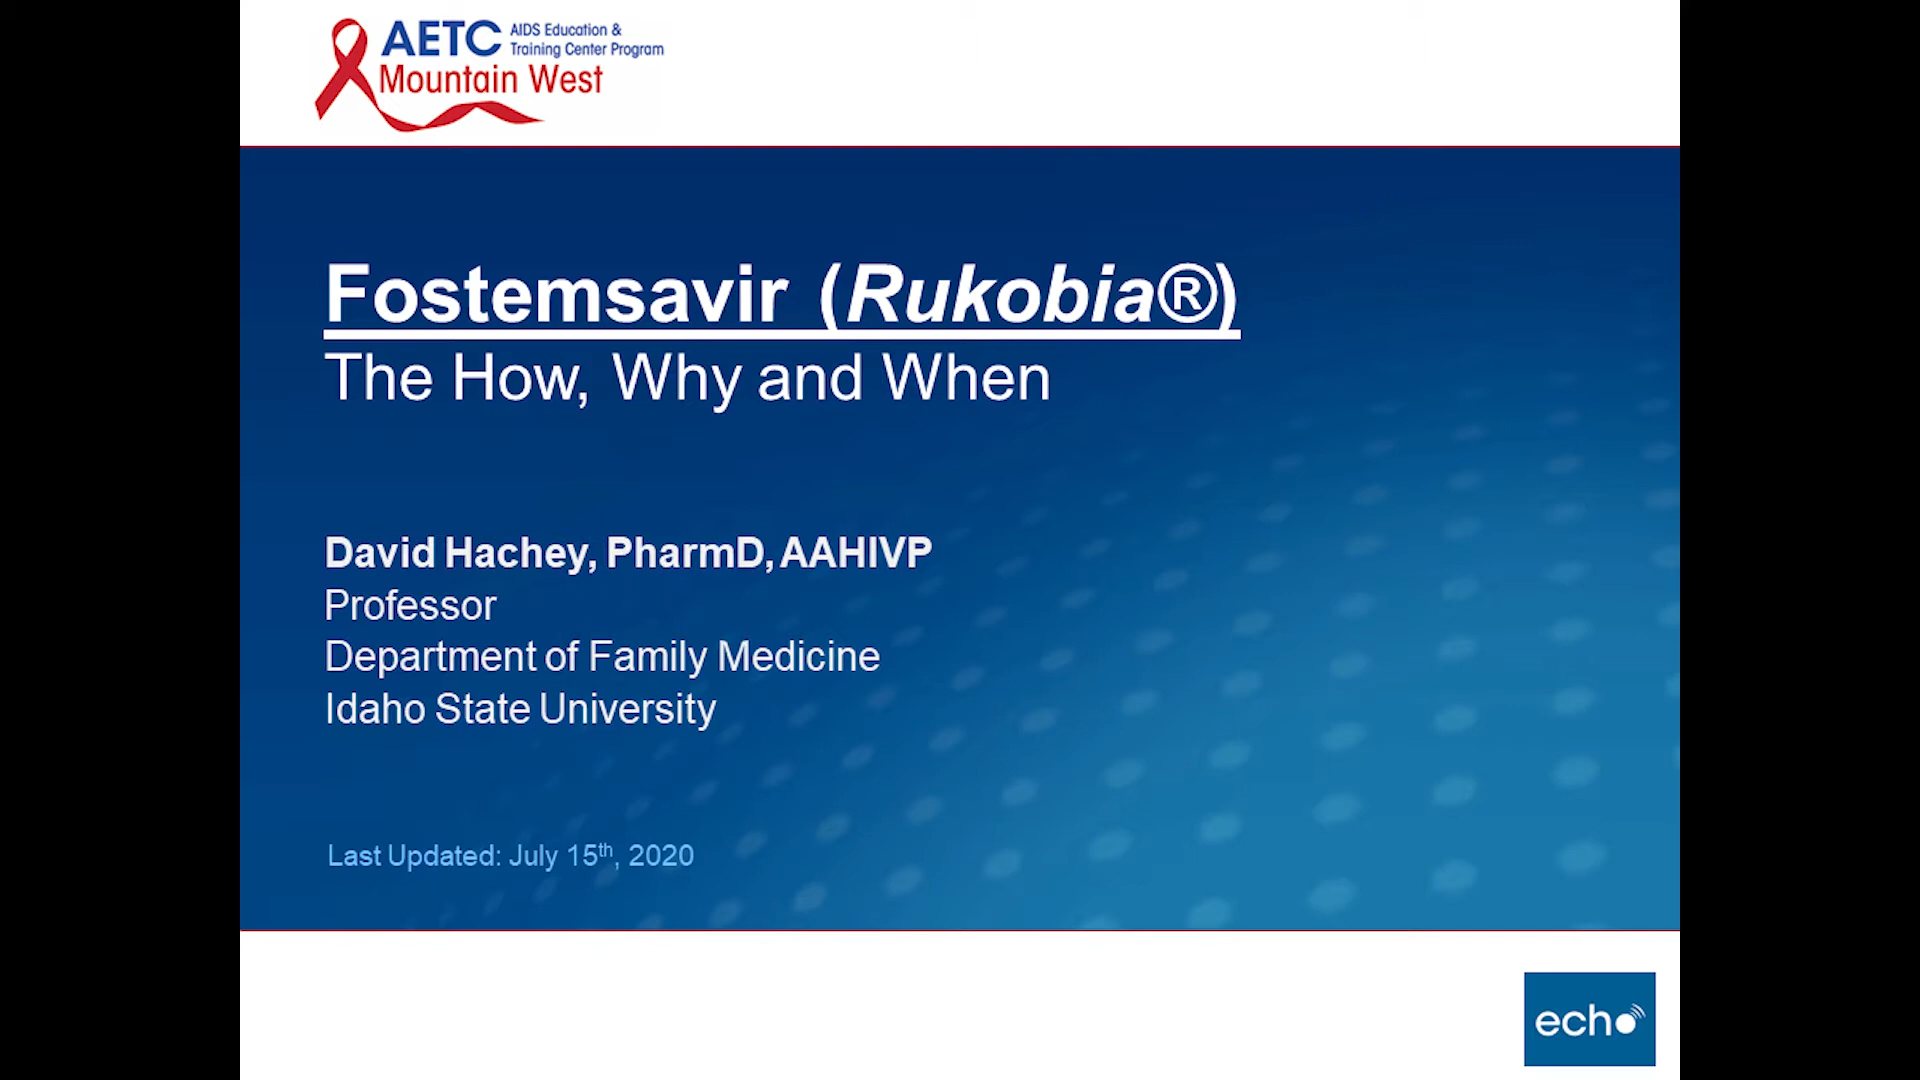 AETC AIDS Education &
Training Center Program
Mountain West
Fostemsavir (Rukobia®)
The How, Why and When
David Hachey, PharmD, AAHIVP
Professor
Department of Family Medicine
Idaho State University
Last Updated: July 15th, 2020
echo